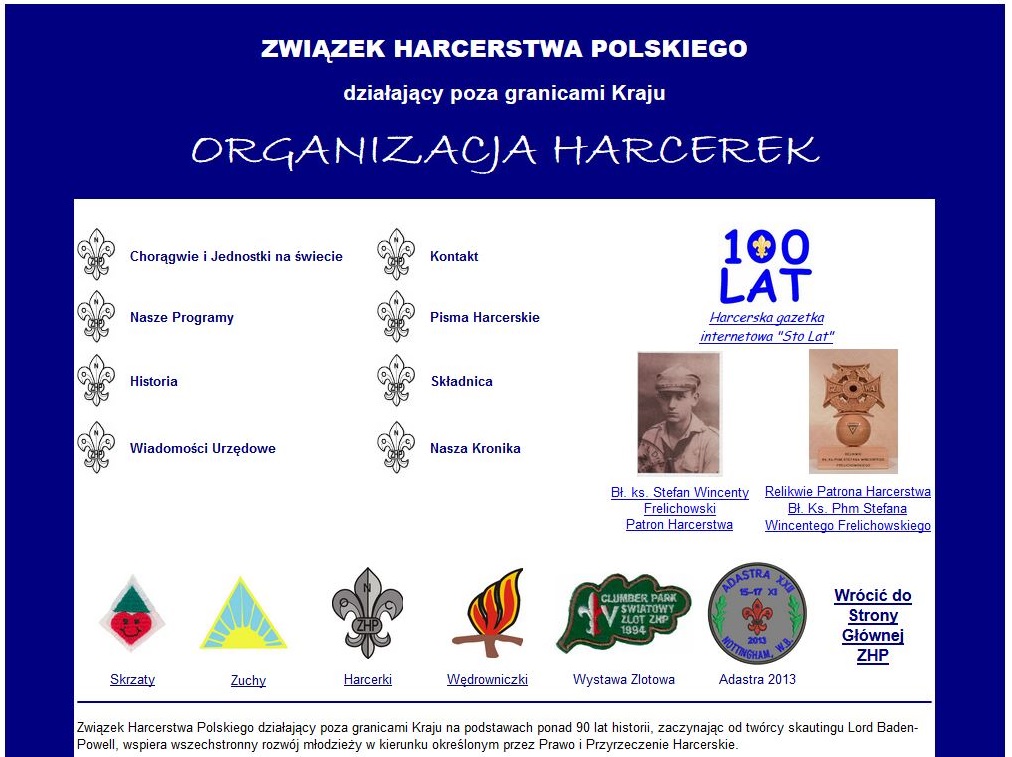 ZWIĄZEK HARCERSTWA POLSKIEGO
działający poza granicami Kraju
ORGANIZACJA HARCEREK
Chorągwie i Jednostki na świecie
Kontakt
Nasze Programy
Pisma Harcerskie
Historia
Składnica
Wiadomości Urzędowe
Nasza Kronika
100
LAT
Harcerska gazetka
internetowa "Sto Lat"
Bł. ks. Stefan Wincenty
Frelichowski
Patron Harcerstwa
Relikwie Patrona Harcerstwa
Bł. Ks. Phm Stefana
Wincentego Frelichowskiego
O N C
ZHP
CLUMBER PARK
V ŚWIATOWY
ZLOT ZHP
1994
ADASTRA XXII
15-17 XI
2013
NOTTINGHAM, W.B.
Wrócić do
Strony
Głównej
ZHP
Skrzaty
Zuchy
Harcerki
Wędrowniczki
Wystawa Zlotowa
Adastra 2013
Związek Harcerstwa Polskiego działający poza granicami Kraju na podstawach ponad 90 lat historii, zaczynając od twórcy skautingu Lord Baden-
Powell, wspiera wszechstronny rozwój młodzieży w kierunku określonym przez Prawo i Przyrzeczenie Harcerskie.